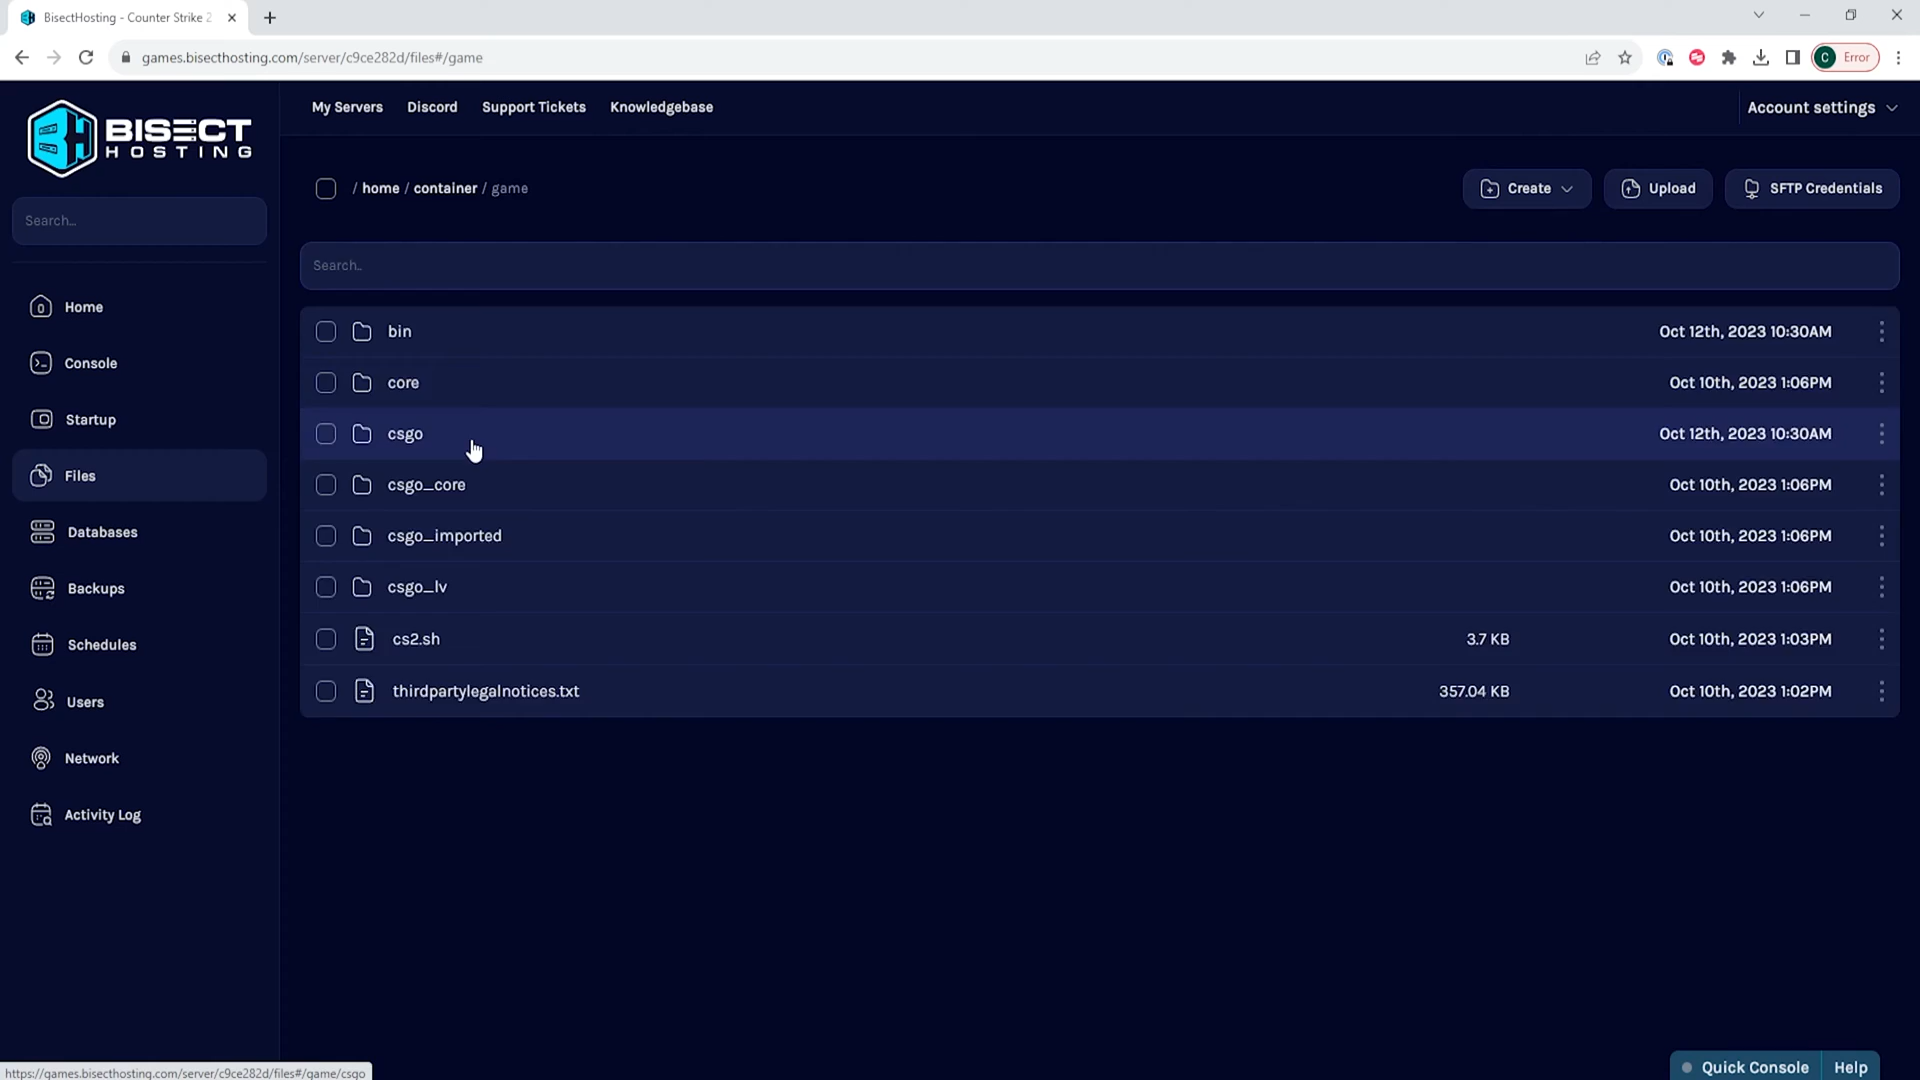 BisectHosting - Counter Strike 2
games.bisecthosting.com/server/c9ce282d/files#/game
C Error
BISECT
HOSTING
My Servers Discord Support Tickets Knowledgebase Account settings
Search...
/ home / container / game
Create Upload SFTP Credentials
Search..
Home
Console
Startup
Files
Databases
Backups
Schedules
Users
Network
Activity Log
bin Oct 12th, 2023 10:30AM
core Oct 10th, 2023 1:06PM
csgo Oct 12th, 2023 10:30AM
csgo_core Oct 10th, 2023 1:06PM
csgo_imported Oct 10th, 2023 1:06PM
csgo_lv Oct 10th, 2023 1:06PM
cs2.sh 3.7 KB Oct 10th, 2023 1:03PM
thirdpartylegalnotices.txt 357.04 KB Oct 10th, 2023 1:02PM
https://games.bisecthosting.com/server/c9ce282d/files#/game/csgo
Quick Console Help